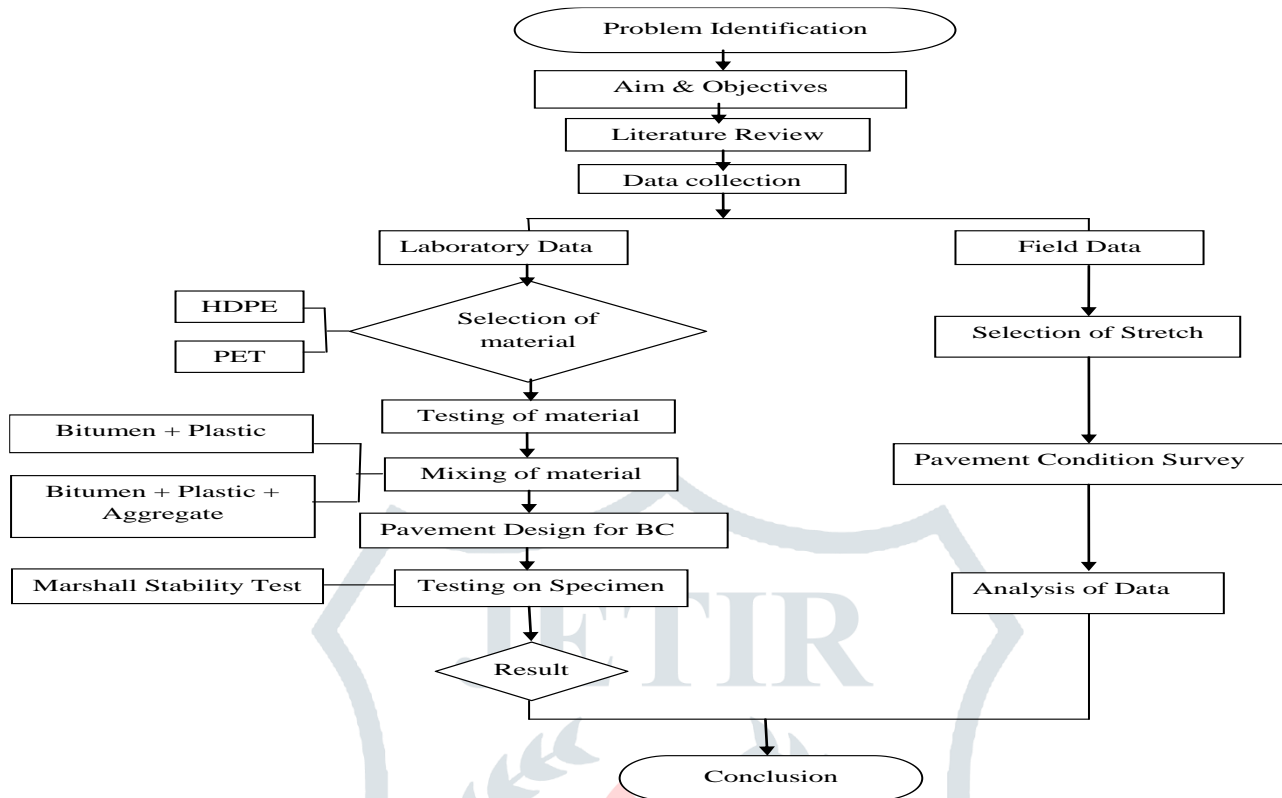 Problem Identification
Aim & Objectives
Literature Review
Data collection
Laboratory Data
Field Data
HDPE
PET
Selection of
material
Selection of Stretch
Testing of material
Bitumen + Plastic
Mixing of material
Bitumen + Plastic +
Aggregate
Pavement Condition Survey
Pavement Design for BC
Marshall Stability Test
Testing on Specimen
Analysis of Data
JETIR
Result
Conclusion